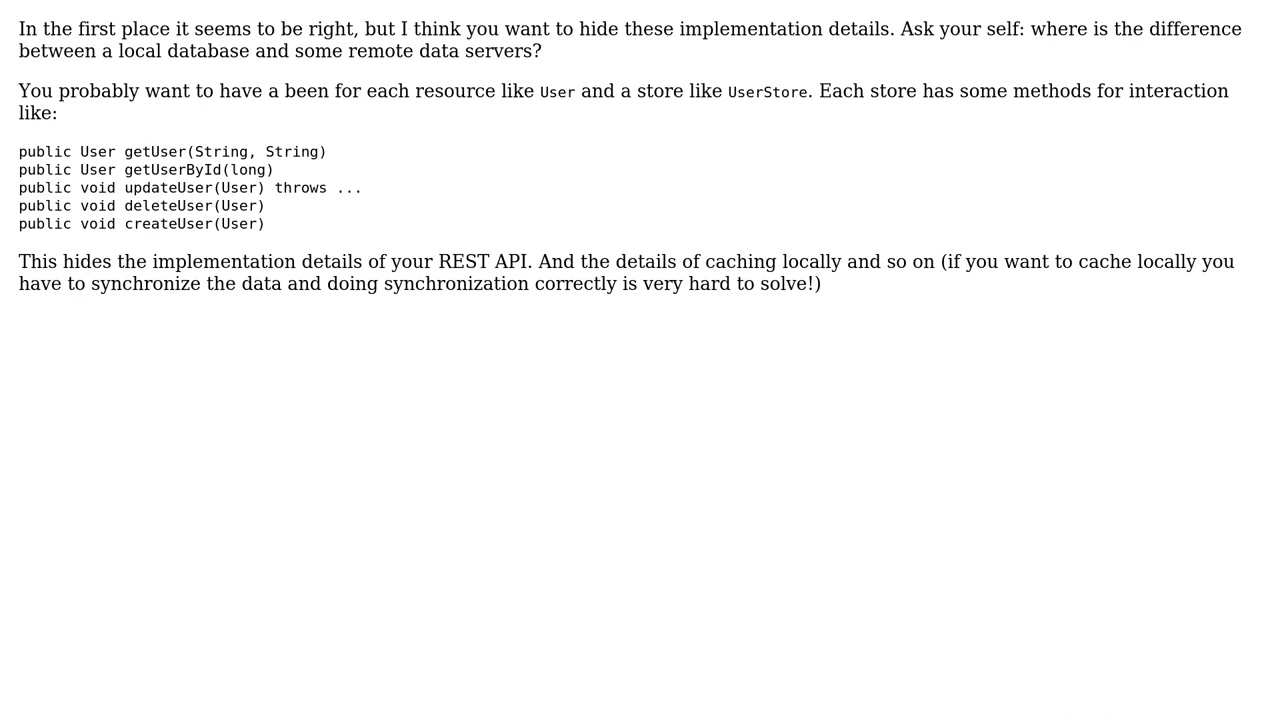 In the first place it seems to be right, but I think you want to hide these implementation details. Ask your self: where is the difference
between a local database and some remote data servers?
You probably want to have a been for each resource like User and a store like UserStore. Each store has some methods for interaction
like:
public User getUser(String, String)
public User getUserById(long)
public void updateUser(User) throws ...
public void deleteUser(User)
public void createUser(User)
This hides the implementation details of your REST API. And the details of caching locally and so on (if you want to cache locally you
have to synchronize the data and doing synchronization correctly is very hard to solve!)